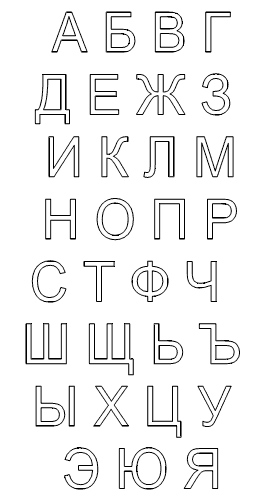 А Б В Г
Д Е Ж З
И К Л М
Н О П Р
С Т Ф Ч
Ш Щ Ь Ъ
Ы Х Ц У
Э Ю Я